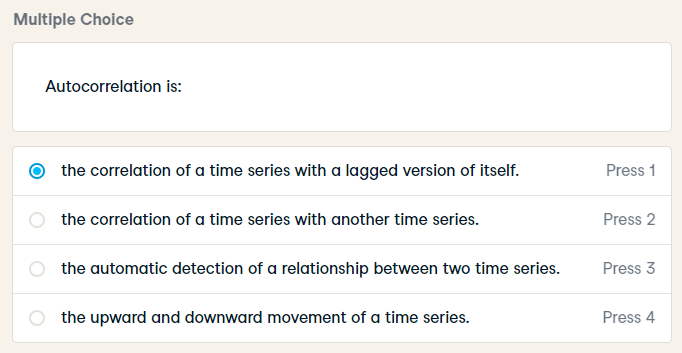 Multiple Choice
Autocorrelation is:
the correlation of a time series with a lagged version of itself. Press 1
the correlation of a time series with another time series. Press 2
the automatic detection of a relationship between two time series. Press 3
the upward and downward movement of a time series. Press 4